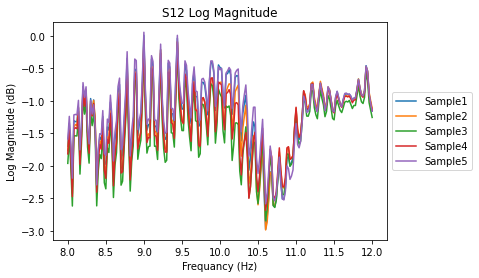 S12 Log Magnitude
Log Magnitude (dB)
0.0
−0.5
−1.0
−1.5
−2.0
−2.5
−3.0
8.0 8.5 9.0 9.5 10.0 10.5 11.0 11.5 12.0
Frequancy (Hz)
Sample1
Sample2
Sample3
Sample4
Sample5